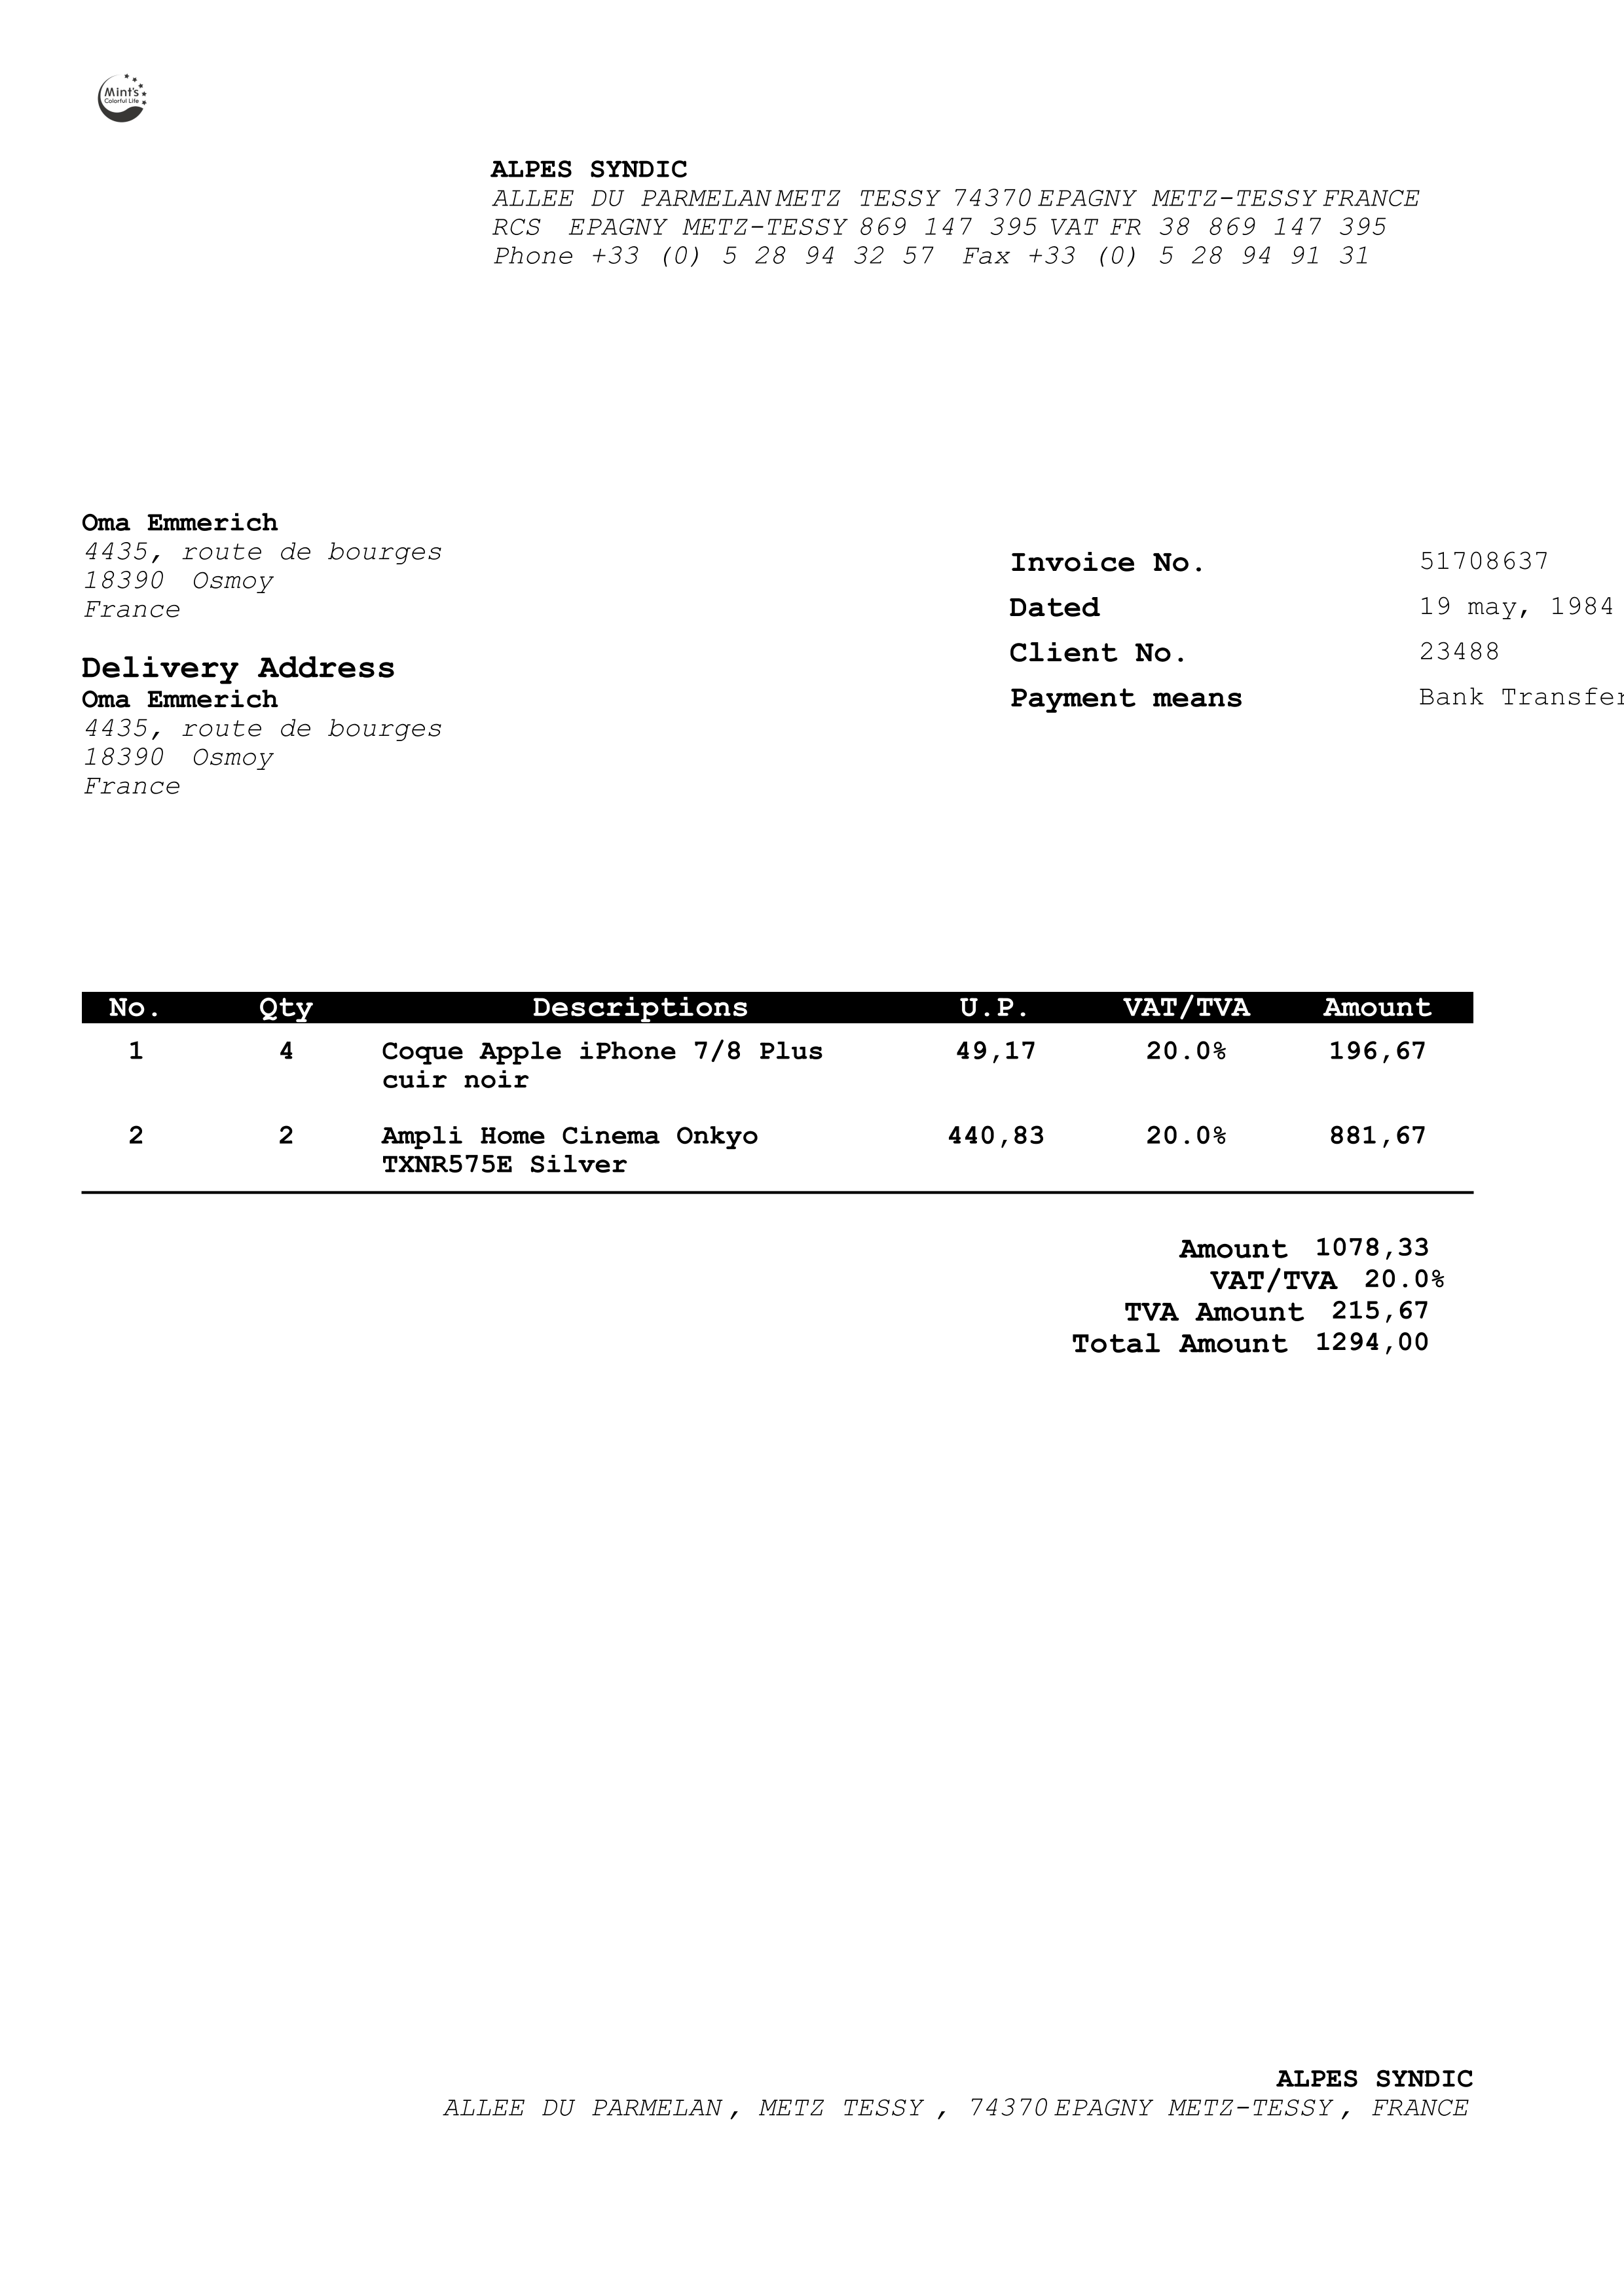 Mint's
Colorful Life
ALPES SYNDIC
ALLEE DU PARMELAN METZ TESSY 74370 EPAGNY METZ-TESSY FRANCE
RCS EPAGNY METZ-TESSY 869 147 395 VAT FR 38 869 147 395
Phone +33 (0) 5 28 94 32 57 Fax +33 (0) 5 28 94 91 31
Oma Emmerich
4435, route de bourges
18390 Osmoy
France
Invoice No. 51708637
Dated 19 may, 1984
Client No. 23488
Payment means Bank Transfer
Delivery Address
Oma Emmerich
4435, route de bourges
18390 Osmoy
France
No. Qty Descriptions U.P. VAT/TVA Amount
1 4 Coque Apple iPhone 7/8 Plus 49,17 20.0% 196,67
cuir noir
2 2 Ampli Home Cinema Onkyo 440,83 20.0% 881,67
TXNR575E Silver
Amount 1078,33
VAT/TVA 20.0%
TVA Amount 215,67
Total Amount 1294,00
ALPES SYNDIC
ALLEE DU PARMELAN , METZ TESSY , 74370 EPAGNY METZ-TESSY , FRANCE